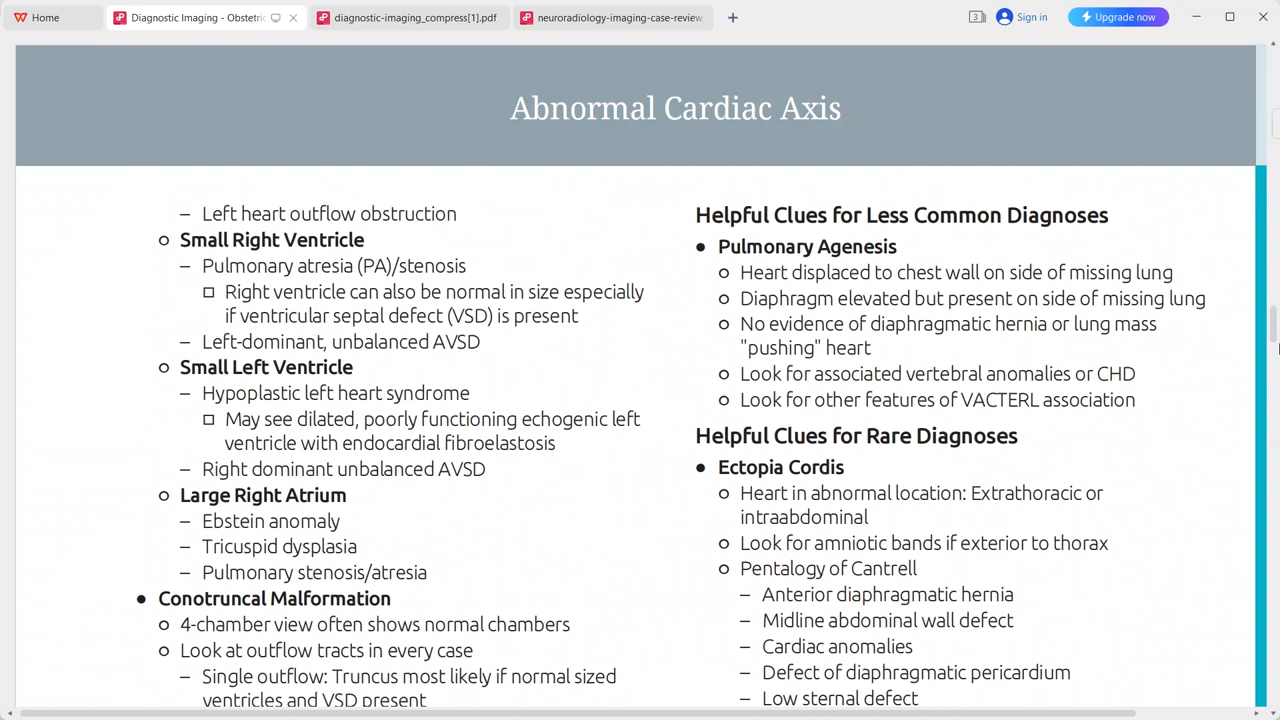 Home
Diagnostic Imaging - Obstetric
diagnostic-imaging_compress[1].pdf
neuroradiology-imaging-case-review
3
Sign in
Upgrade now
Abnormal Cardiac Axis
– Left heart outflow obstruction
○ Small Right Ventricle
– Pulmonary atresia (PA)/stenosis
□ Right ventricle can also be normal in size especially
if ventricular septal defect (VSD) is present
– Left-dominant, unbalanced AVSD
○ Small Left Ventricle
– Hypoplastic left heart syndrome
□ May see dilated, poorly functioning echogenic left
ventricle with endocardial fibroelastosis
– Right dominant unbalanced AVSD
○ Large Right Atrium
– Ebstein anomaly
– Tricuspid dysplasia
– Pulmonary stenosis/atresia
● Conotruncal Malformation
○ 4-chamber view often shows normal chambers
○ Look at outflow tracts in every case
– Single outflow: Truncus most likely if normal sized
ventricles and VSD present
Helpful Clues for Less Common Diagnoses
● Pulmonary Agenesis
○ Heart displaced to chest wall on side of missing lung
○ Diaphragm elevated but present on side of missing lung
○ No evidence of diaphragmatic hernia or lung mass
"pushing" heart
○ Look for associated vertebral anomalies or CHD
○ Look for other features of VACTERL association
Helpful Clues for Rare Diagnoses
● Ectopia Cordis
○ Heart in abnormal location: Extrathoracic or
intraabdominal
○ Look for amniotic bands if exterior to thorax
○ Pentalogy of Cantrell
– Anterior diaphragmatic hernia
– Midline abdominal wall defect
– Cardiac anomalies
– Defect of diaphragmatic pericardium
– Low sternal defect